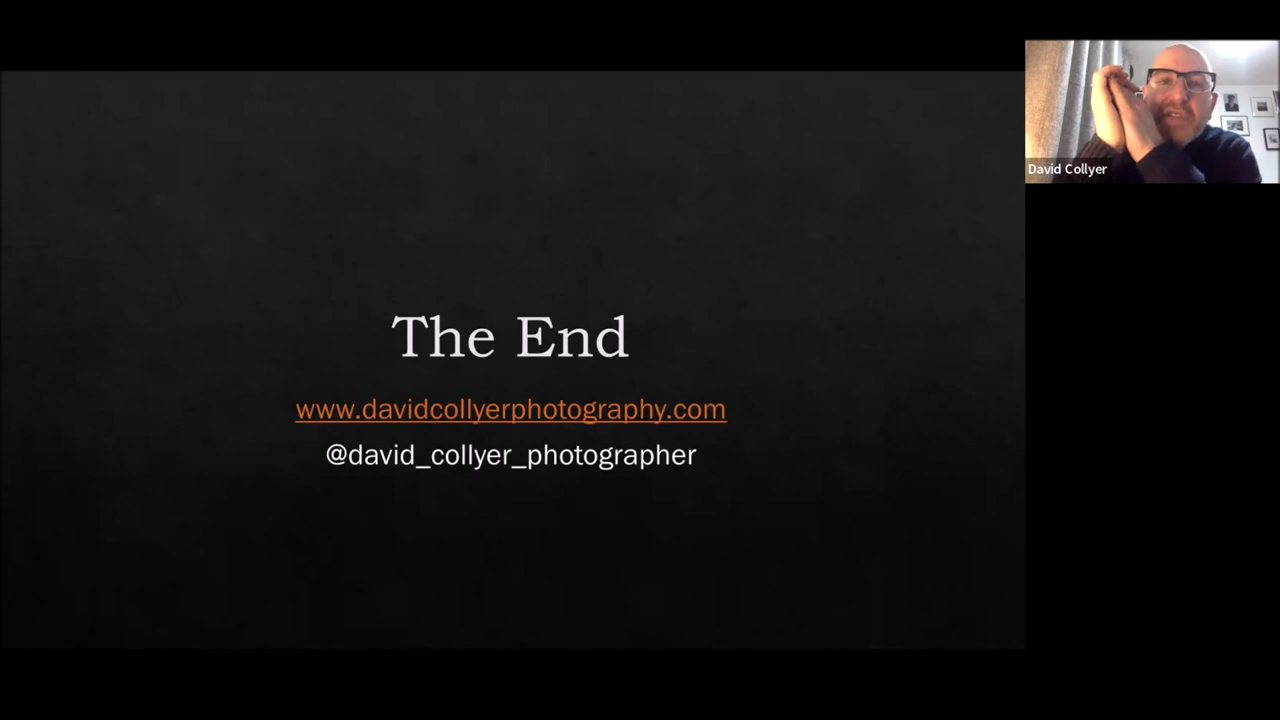 The End
www.davidcollyerphotography.com
@david_collyer_photographer
David Collyer